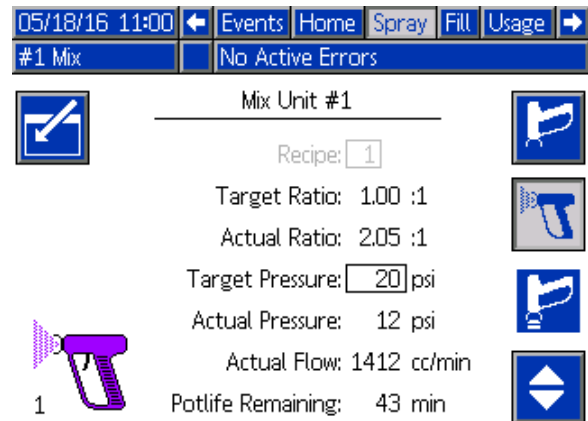 05/18/16 11:00 Events Home Spray Fill Usage
#1 Mix No Active Errors
Mix Unit #1
Recipe: 1
Target Ratio: 1.00 :1
Actual Ratio: 2.05 :1
Target Pressure: 20 psi
Actual Pressure: 12 psi
Actual Flow: 1412 cc/min
1 Potlife Remaining: 43 min